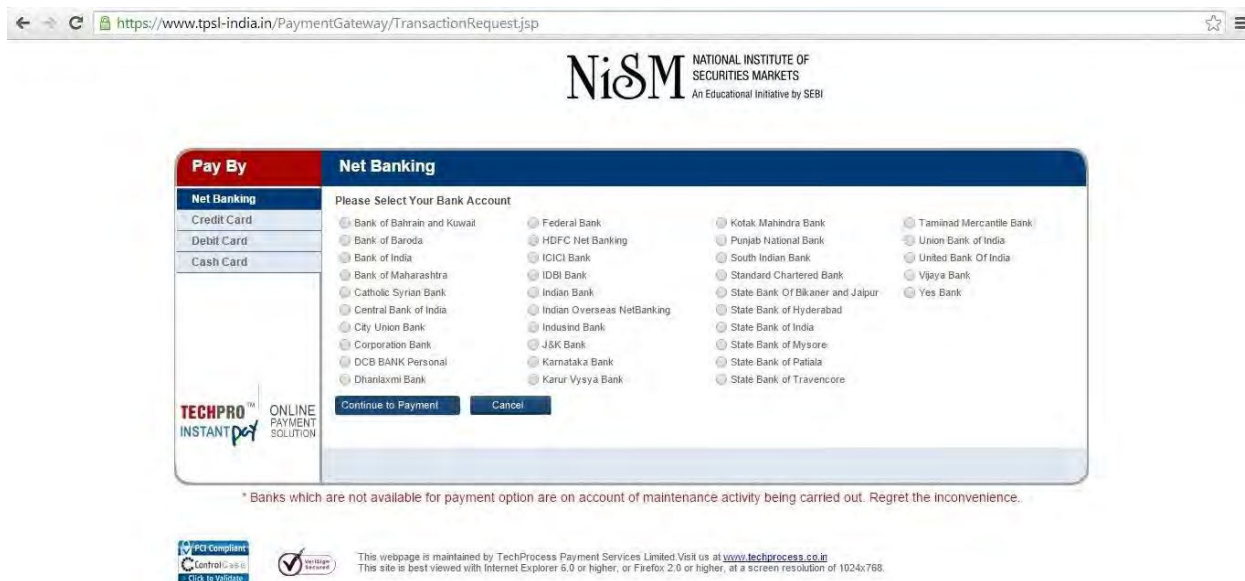 https://www.tpsl-india.in/PaymentGateway/TransactionRequest.jsp
NiSM
NATIONAL INSTITUTE OF
SECURITIES MARKETS
An Educational Initiative by SEBI
Pay By
Net Banking
Credit Card
Debit Card
Cash Card
TECHPRO™
INSTANT pay
ONLINE
PAYMENT
SOLUTION
Net Banking
Please Select Your Bank Account
Bank of Bahrain and Kuwait
Federal Bank
Kotak Mahindra Bank
Tamilnad Mercantile Bank
Bank of Baroda
HDFC Net Banking
Punjab National Bank
Union Bank of India
Bank of India
ICICI Bank
South Indian Bank
United Bank Of India
Bank of Maharashtra
IDBI Bank
Standard Chartered Bank
Vijaya Bank
Catholic Syrian Bank
Indian Bank
State Bank Of Bikaner and Jaipur
Yes Bank
Central Bank of India
Indian Overseas NetBanking
State Bank of Hyderabad
City Union Bank
Indusind Bank
State Bank of India
Corporation Bank
J&K Bank
State Bank of Mysore
DCB BANK Personal
Karnataka Bank
State Bank of Patiala
Dhanlaxmi Bank
Karur Vysya Bank
State Bank of Travencore
Continue to Payment
Cancel
* Banks which are not available for payment option are on account of maintenance activity being carried out. Regret the inconvenience.
PCI Compliant
ControlCase
Click to Validate
VeriSign
Secured
This webpage is maintained by TechProcess Payment Services Limited.Visit us at www.techprocess.co.in
This site is best viewed with Internet Explorer 6.0 or higher, or Firefox 2.0 or higher, at a screen resolution of 1024x768.